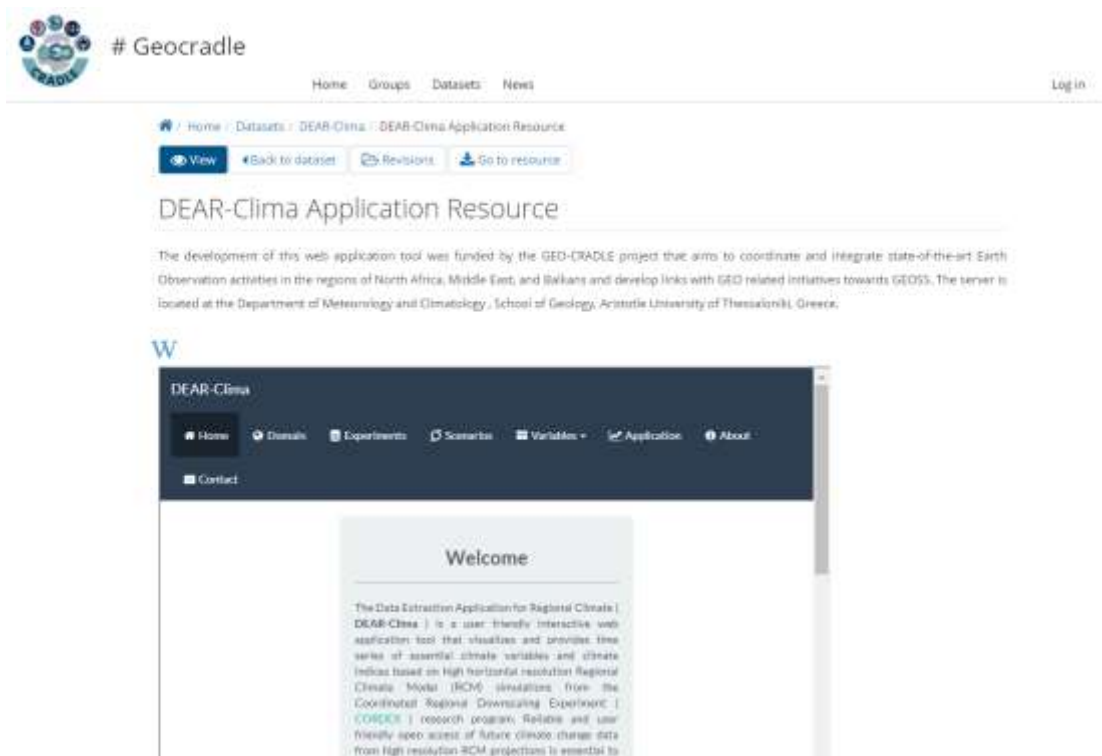 CRADLE
# Geocradle
Home Groups Datasets News Log in
/ Home / Datasets / DEAR-Clima / DEAR-Clima Application Resource
View Back to dataset Revisions Go to resource
DEAR-Clima Application Resource
The development of this web application tool was funded by the GEO-CRADLE project that aims to coordinate and integrate state-of-the-art Earth
Observation activities in the regions of North Africa, Middle East, and Balkans and develop links with GEO related initiatives towards GEOSS. The server is
located at the Department of Meteorology and Climatology , School of Geology, Aristotle University of Thessaloniki, Greece.
W
DEAR-Clima
Home Domain Experiments Scenarios Variables Application About
Contact
Welcome
The Data Extraction Application for Regional Climate (
DEAR-Clima ) is a user friendly interactive web
application tool that visualizes and provides time
series of essential climate variables and climate
indices based on high horizontal resolution Regional
Climate Model (RCM) simulations from the
Coordinated Regional Downscaling Experiment (
CORDEX ) research program. Reliable and user
friendly open access of future climate change data
from high resolution RCM projections is essential to